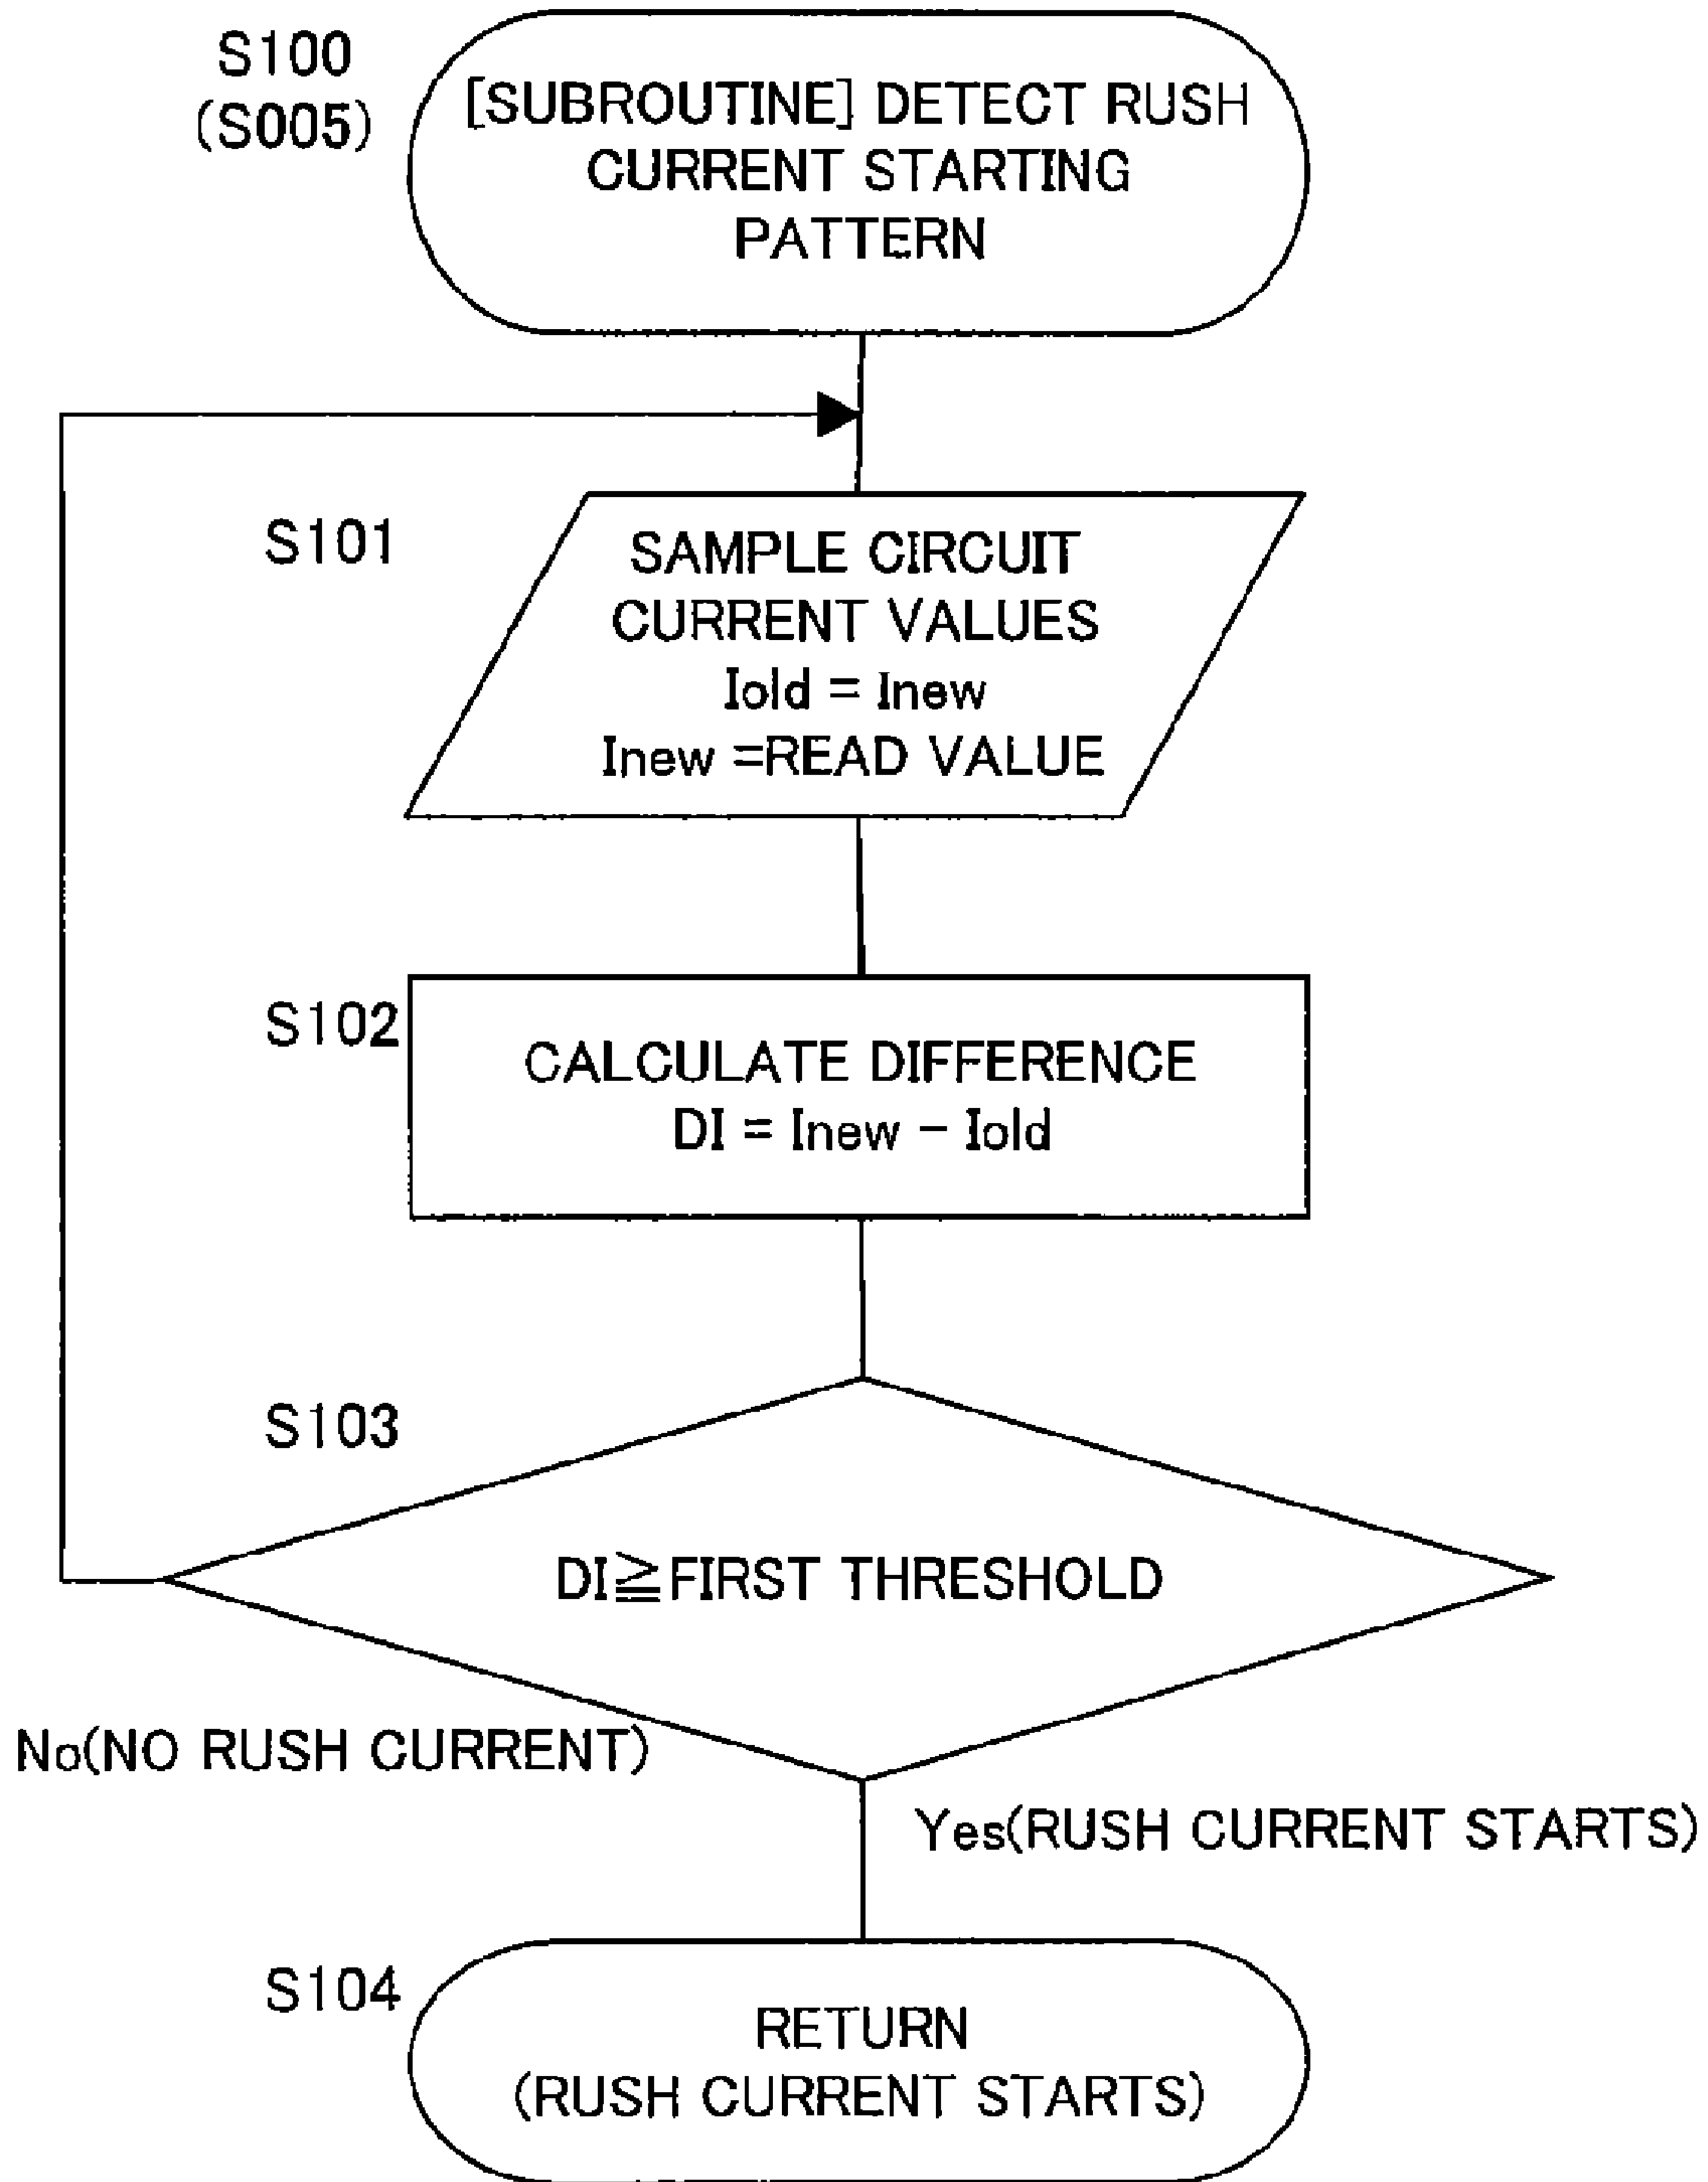 S100
(S005)
[SUBROUTINE] DETECT RUSH
CURRENT STARTING
PATTERN
S101
SAMPLE CIRCUIT
CURRENT VALUES
Iold = Inew
Inew =READ VALUE
S102
CALCULATE DIFFERENCE
DI = Inew − Iold
S103
DI≧FIRST THRESHOLD
No(NO RUSH CURRENT)
Yes(RUSH CURRENT STARTS)
S104
RETURN
(RUSH CURRENT STARTS)